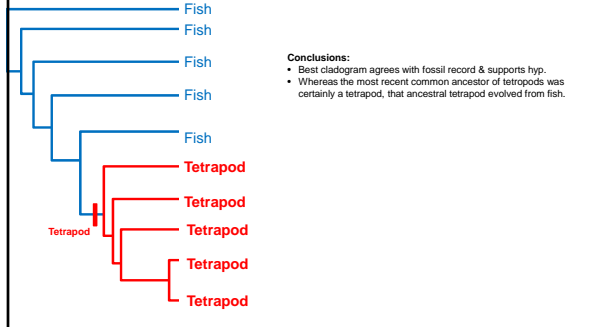 Fish
Fish
Fish
Fish
Fish
Tetrapod
Tetrapod
Tetrapod
Tetrapod
Tetrapod
Tetrapod
Conclusions:
• Best cladogram agrees with fossil record & supports hyp.
• Whereas the most recent common ancestor of tetropods was
certainly a tetrapod, that ancestral tetrapod evolved from fish.